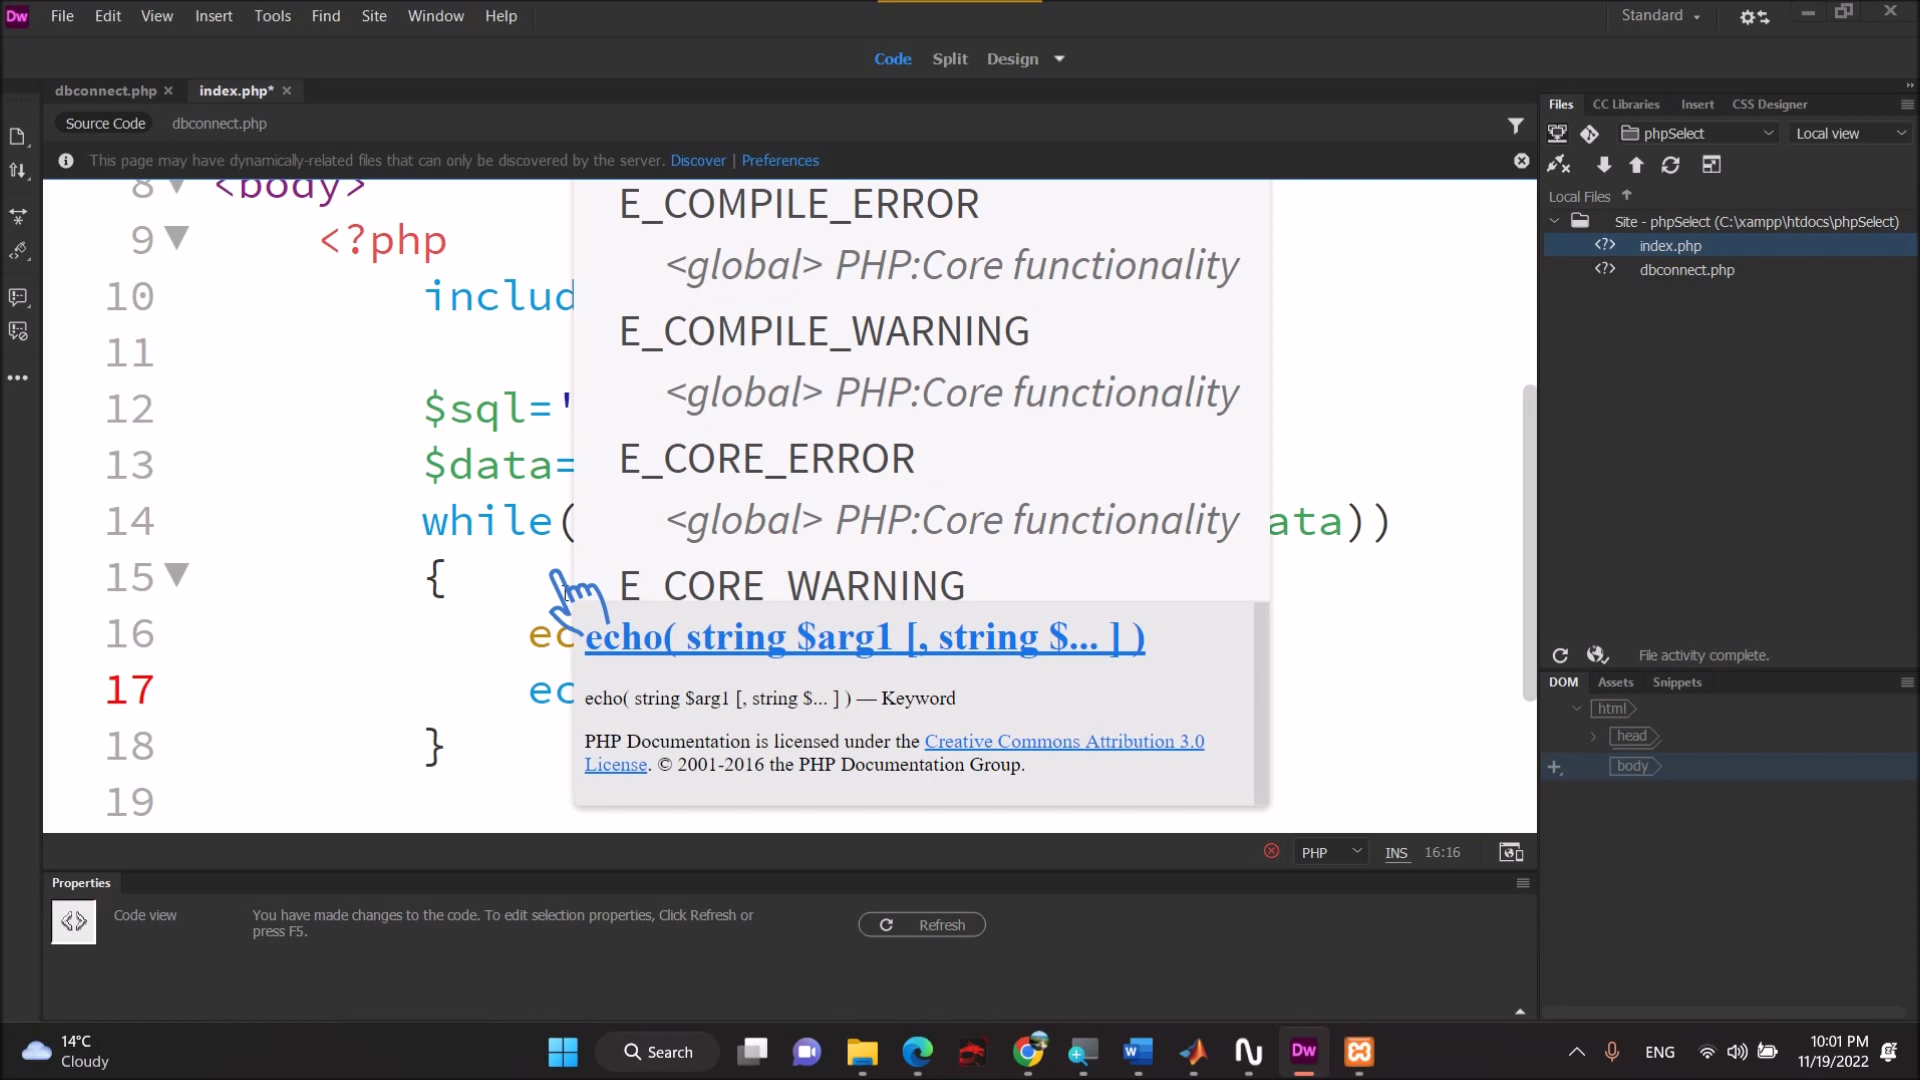 Dw File Edit View Insert Tools Find Site Window Help Standard
Code Split Design
dbconnect.php index.php*
Source Code dbconnect.php
This page may have dynamically-related files that can only be discovered by the server. Discover | Preferences
8 <body>
9 <?php
10 includ
11
12 $sql='
13 $data=
14 while( ata))
15 {
16 ec
17 ec
18 }
19
E_COMPILE_ERROR
<global> PHP:Core functionality
E_COMPILE_WARNING
<global> PHP:Core functionality
E_CORE_ERROR
<global> PHP:Core functionality
E_CORE_WARNING
echo( string $arg1 [, string $... ] )
echo( string $arg1 [, string $... ] ) — Keyword
PHP Documentation is licensed under the Creative Commons Attribution 3.0
License. © 2001-2016 the PHP Documentation Group.
PHP INS 16:16
Properties
Code view
You have made changes to the code. To edit selection properties, Click Refresh or
press F5.
Refresh
Files CC Libraries Insert CSS Designer
phpSelect Local view
Local Files
Site - phpSelect (C:\xampp\htdocs\phpSelect)
index.php
dbconnect.php
File activity complete.
DOM Assets Snippets
html
head
body
14°C
Cloudy
Search
W
Dw
ENG
10:01 PM
11/19/2022